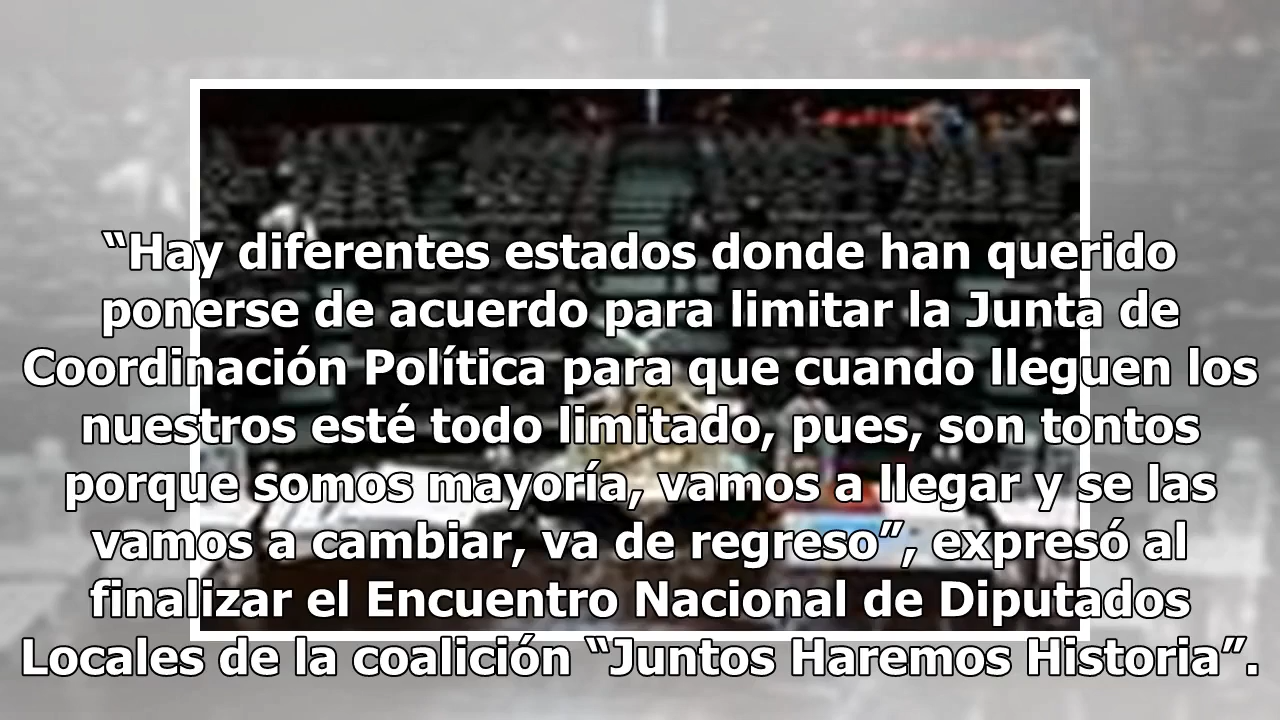 “Hay diferentes estados donde han querido
ponerse de acuerdo para limitar la Junta de
Coordinación Política para que cuando lleguen los
nuestros esté todo limitado, pues, son tontos
porque somos mayoría, vamos a llegar y se las
vamos a cambiar, va de regreso”, expresó al
finalizar el Encuentro Nacional de Diputados
Locales de la coalición “Juntos Haremos Historia”.